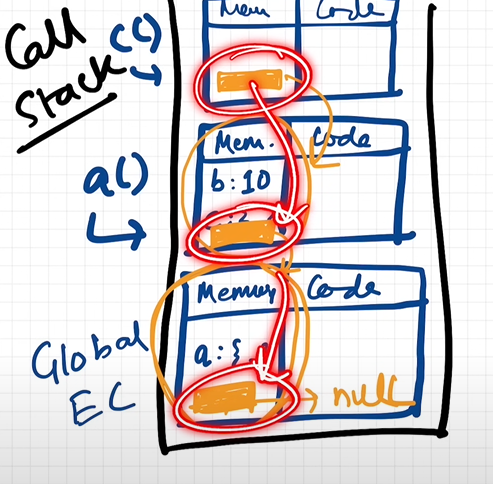 Call
Stack
c()
Mem
Code
Mem.
Code
a()
b:10
Memory
Code
Global
EC
a:{
null